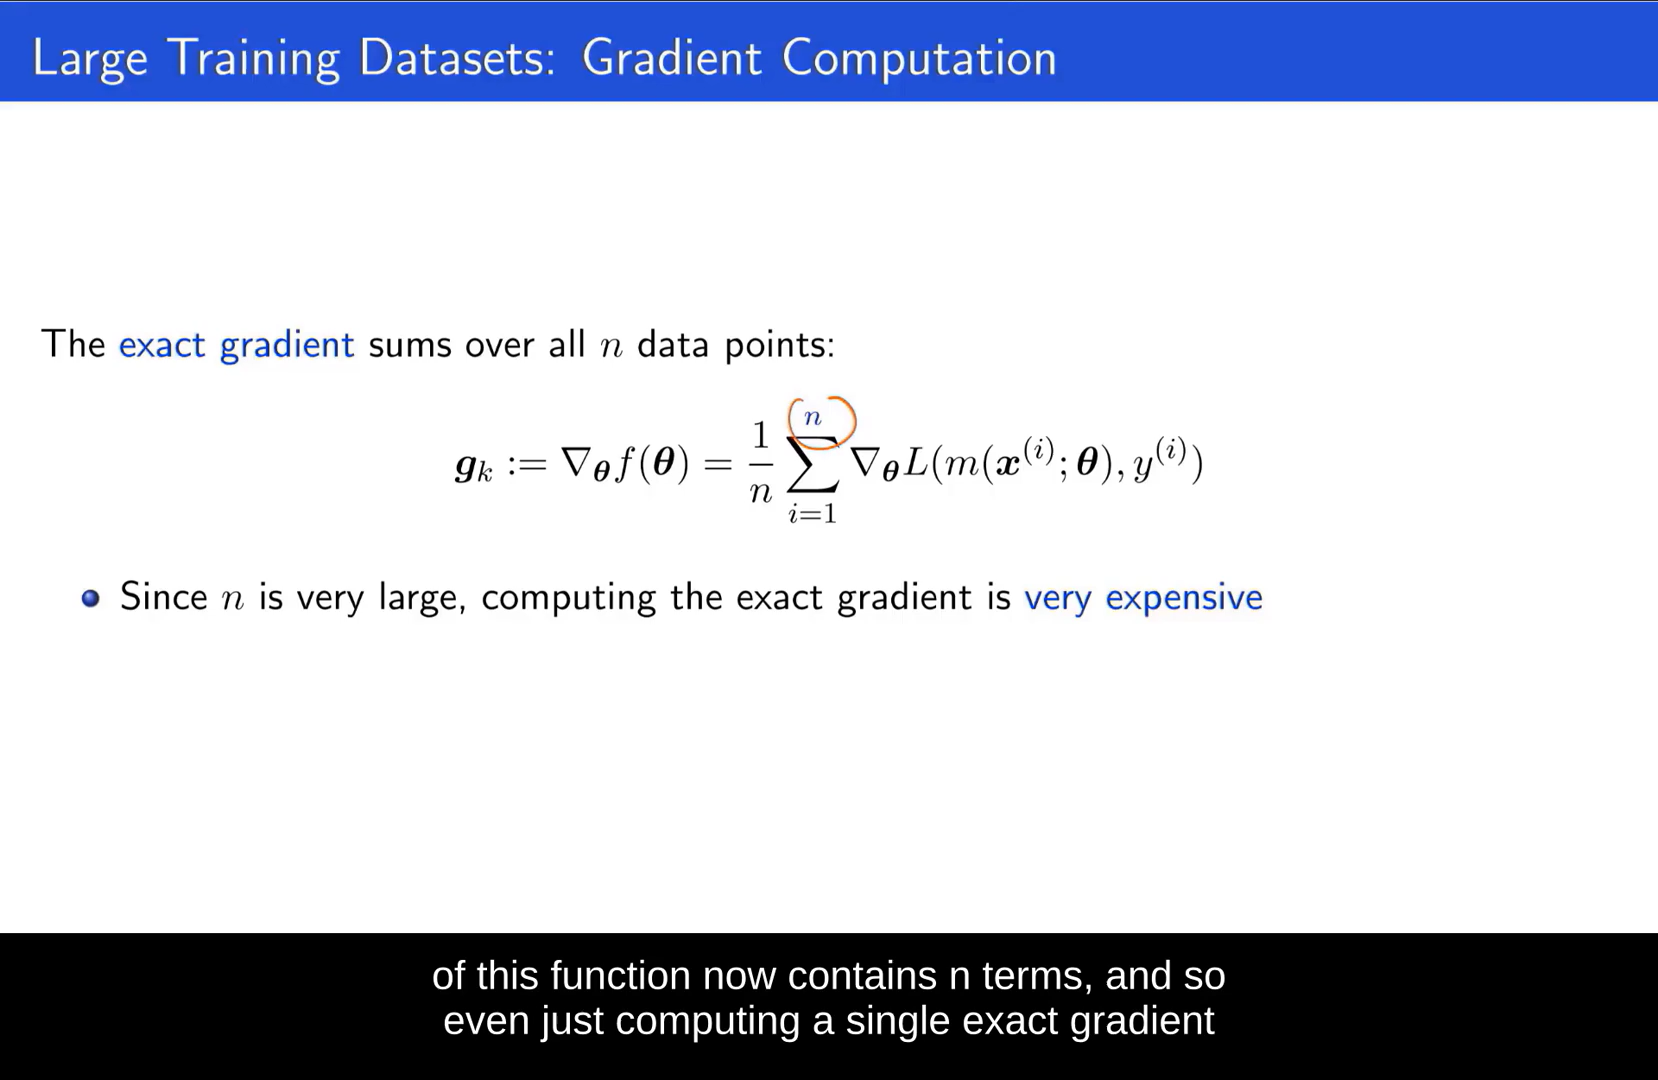 Large Training Datasets: Gradient Computation
The exact gradient sums over all n data points:
𝒈ₖ := ∇_𝜽 f(𝜽) = 1/n ∑_{i=1}^{n} ∇_𝜽 L(m(𝒙⁽ⁱ⁾; 𝜽), y⁽ⁱ⁾)
Since n is very large, computing the exact gradient is very expensive
of this function now contains n terms, and so
even just computing a single exact gradient